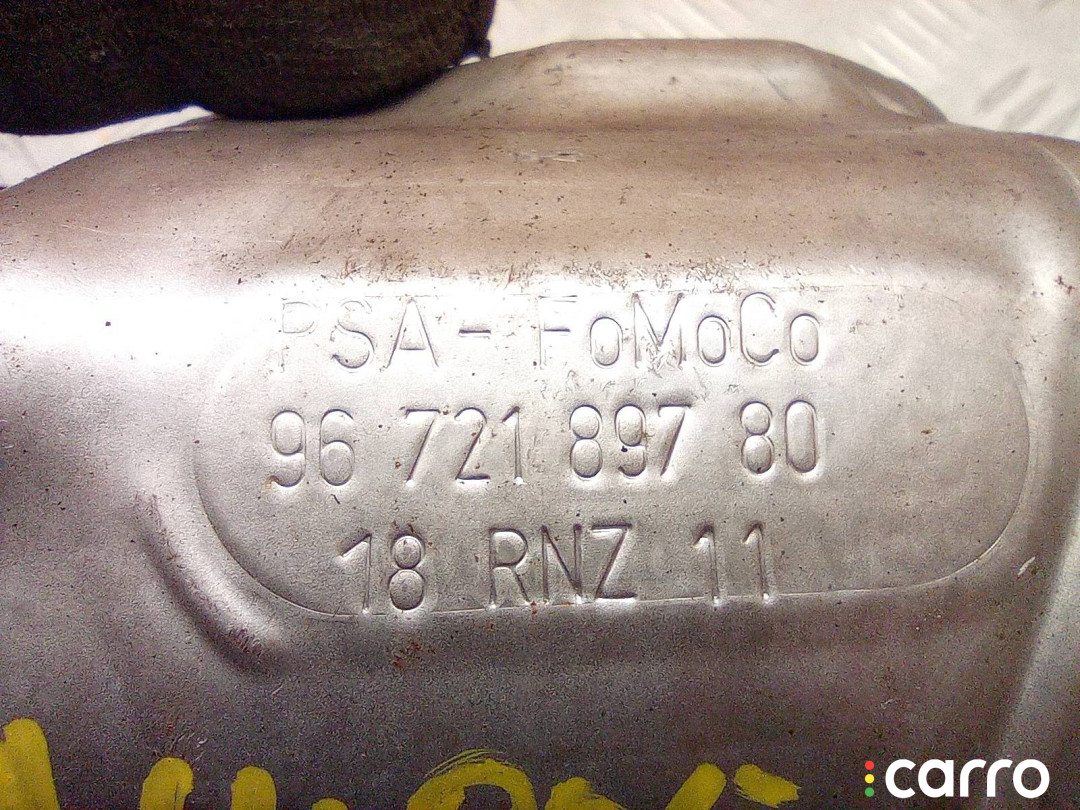 PSA - FoMoCo
96 721 897 80
18 RNZ 11
carro